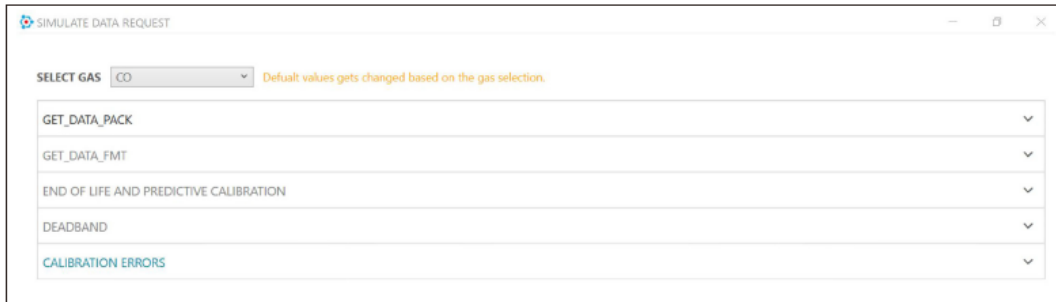 SIMULATE DATA REQUEST
SELECT GAS CO Defualt values gets changed based on the gas selection.
GET_DATA_PACK
GET_DATA_FMT
END OF LIFE AND PREDICTIVE CALIBRATION
DEADBAND
CALIBRATION ERRORS